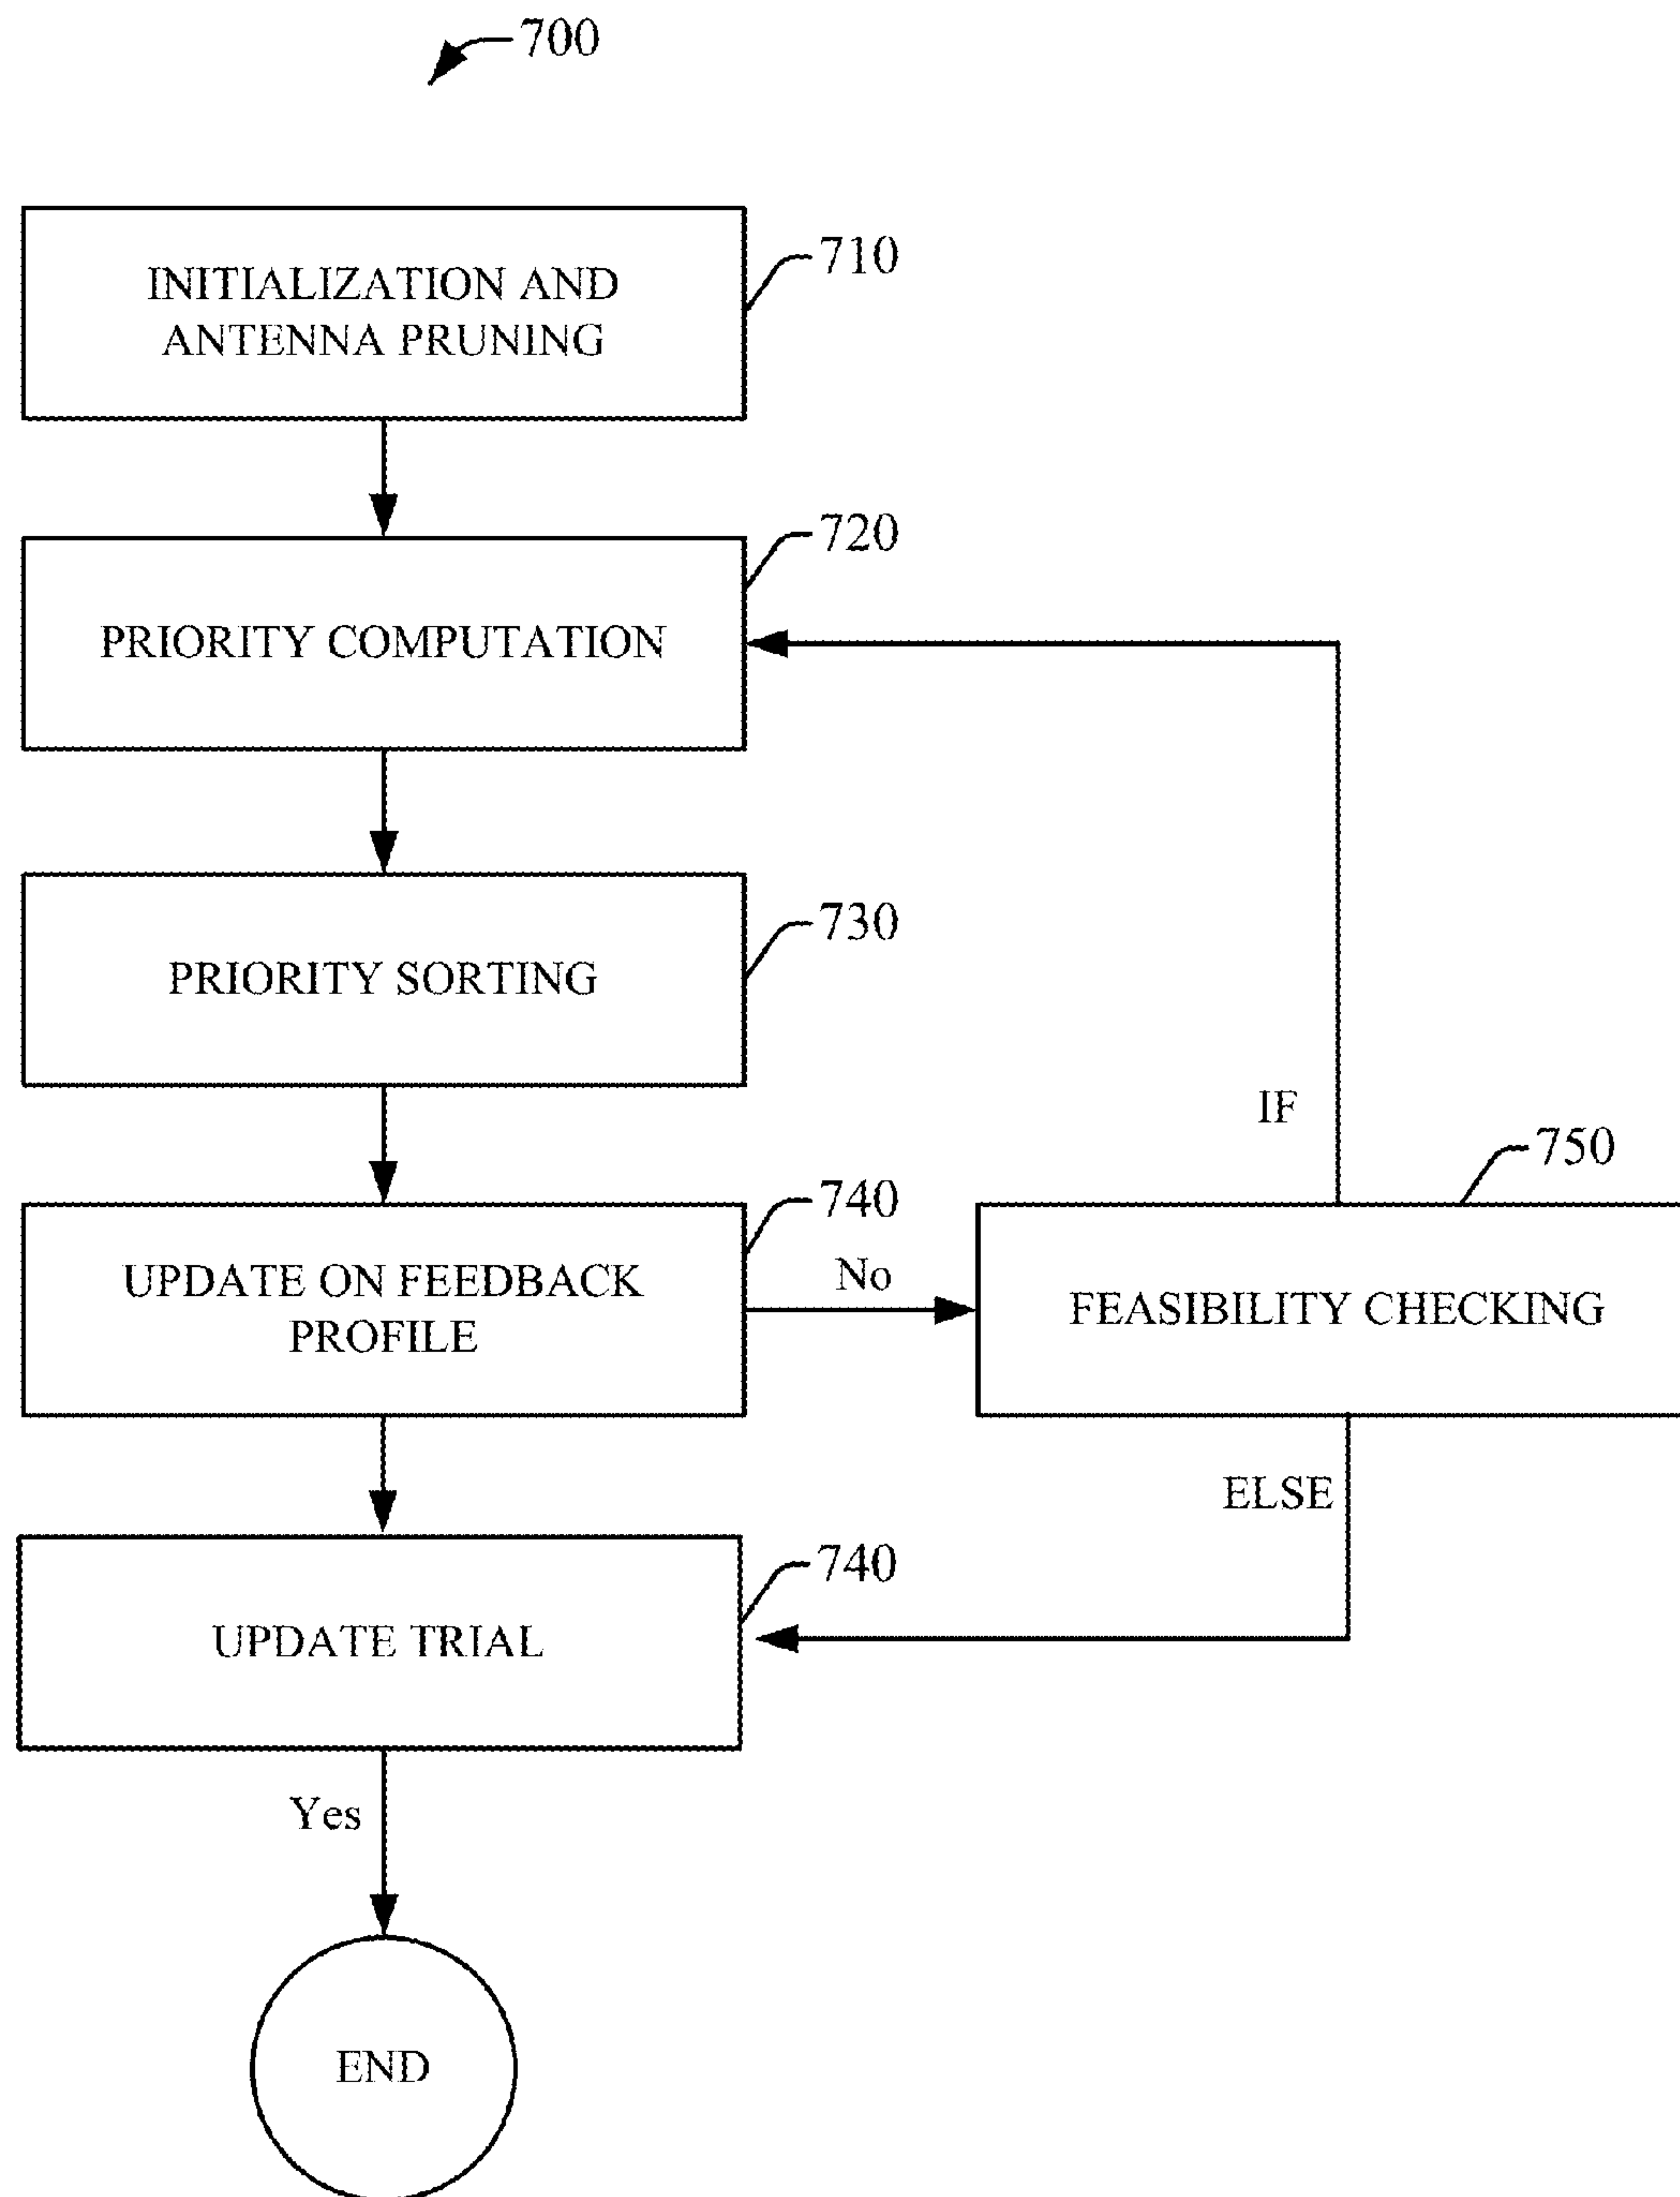 700
INITIALIZATION AND
ANTENNA PRUNING
710
720
PRIORITY COMPUTATION
730
PRIORITY SORTING
IF
750
740
UPDATE ON FEEDBACK
PROFILE
No
FEASIBILITY CHECKING
ELSE
740
UPDATE TRIAL
Yes
END